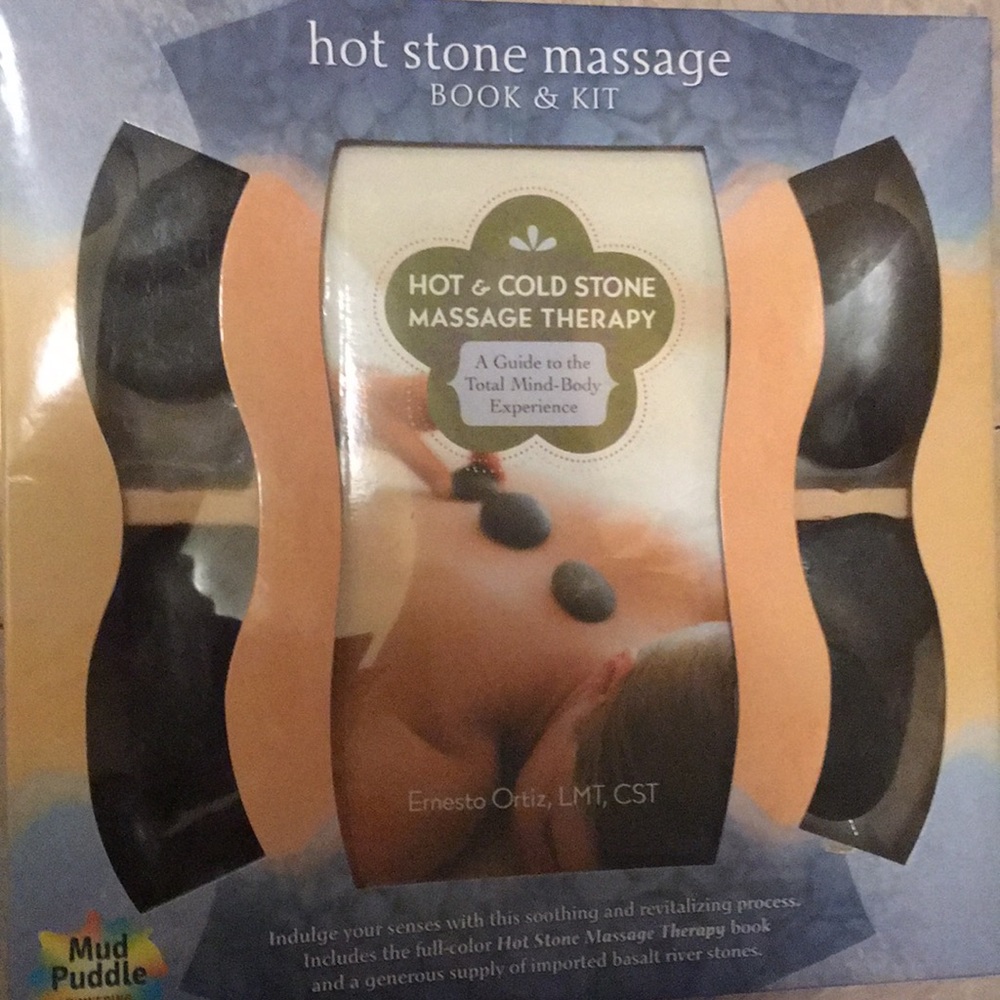 hot stone massage
BOOK & KIT
HOT & COLD STONE
MASSAGE THERAPY
A Guide to the
Total Mind-Body
Experience
Ernesto Ortiz, LMT, CST
Indulge your senses with this soothing and revitalizing process.
Includes the full-color Hot Stone Massage Therapy book
and a generous supply of imported basalt river stones.
Mud
Puddle